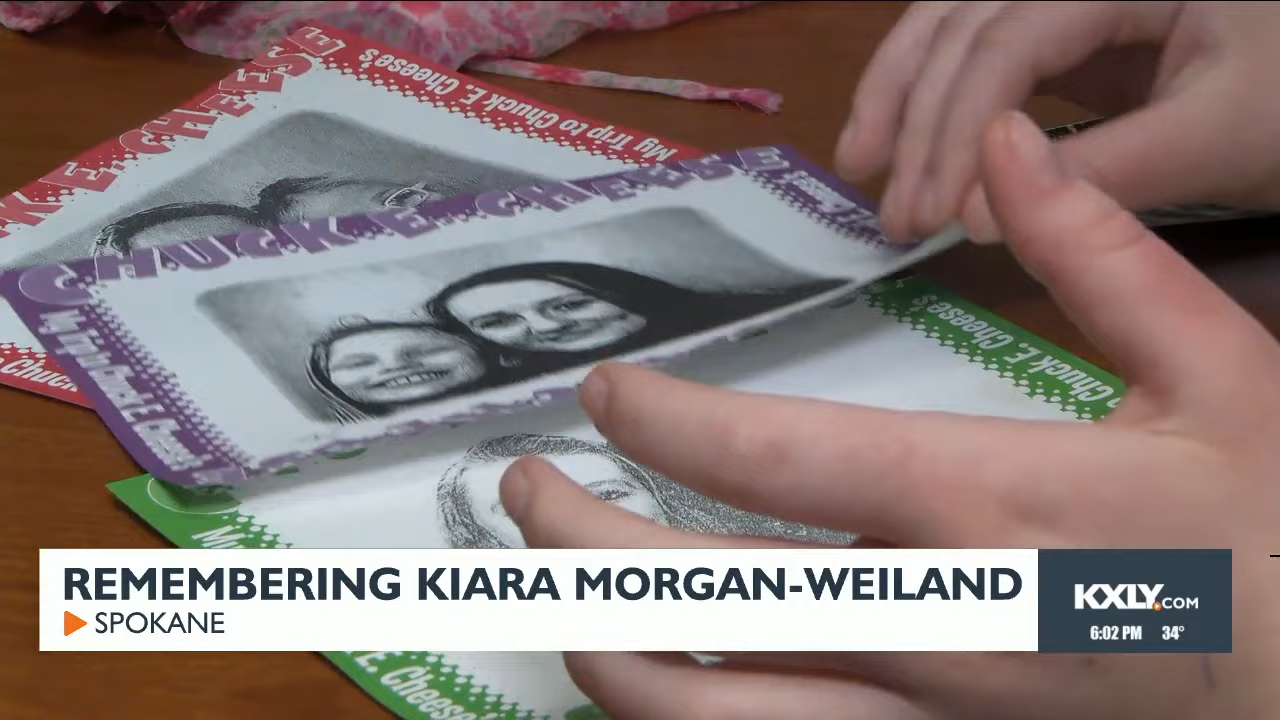 CHUCK E. CHEESE
My Trip to Chuck E. Cheese's
CHUCK E. CHEESE
Chuck E. Cheese's
E. Cheese's
REMEMBERING KIARA MORGAN-WEILAND
SPOKANE
KXLY.COM
6:02 PM 34°